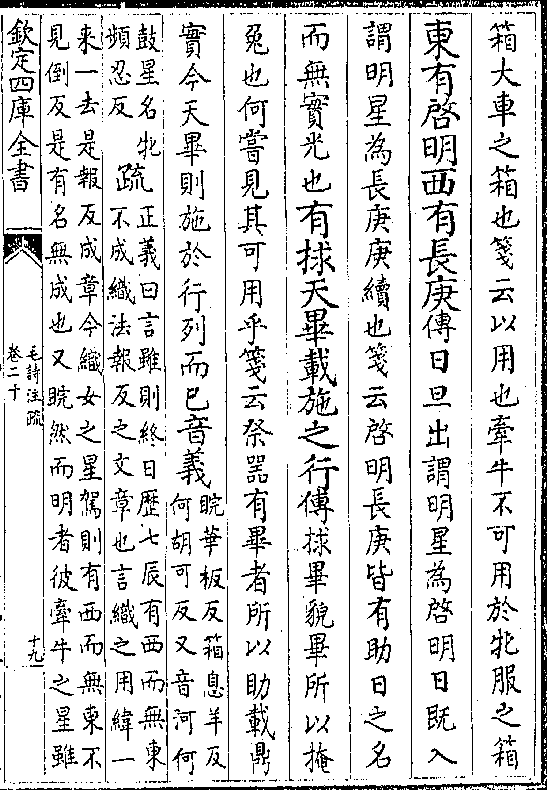 箱大車之箱也箋云以用也牽牛不可用於牝服之箱
東有啓明西有長庚傳日旦出謂明星為啓明日既入
謂明星為長庚庚續也箋云啓明長庚皆有助日之名
而無實光也有捄天畢載施之行傳捄畢貌畢所以掩
兔也何嘗見其可用乎箋云祭器有畢者所以助載鼎
實今天畢則施於行列而已音義
睆華板反箱息羊反
何胡可反又音河何
鼓星名牝
頻忍反
疏
正義曰言雖則終日歴七辰有西而無東
不成織法報反之文章也言織之用緯一
来一去是報反成章今織女之星駕則有西而無東不
見倒反是有名無成也又睆然而明者彼牽牛之星雖
欽定四庫全書
毛詩注疏
卷二十
十九